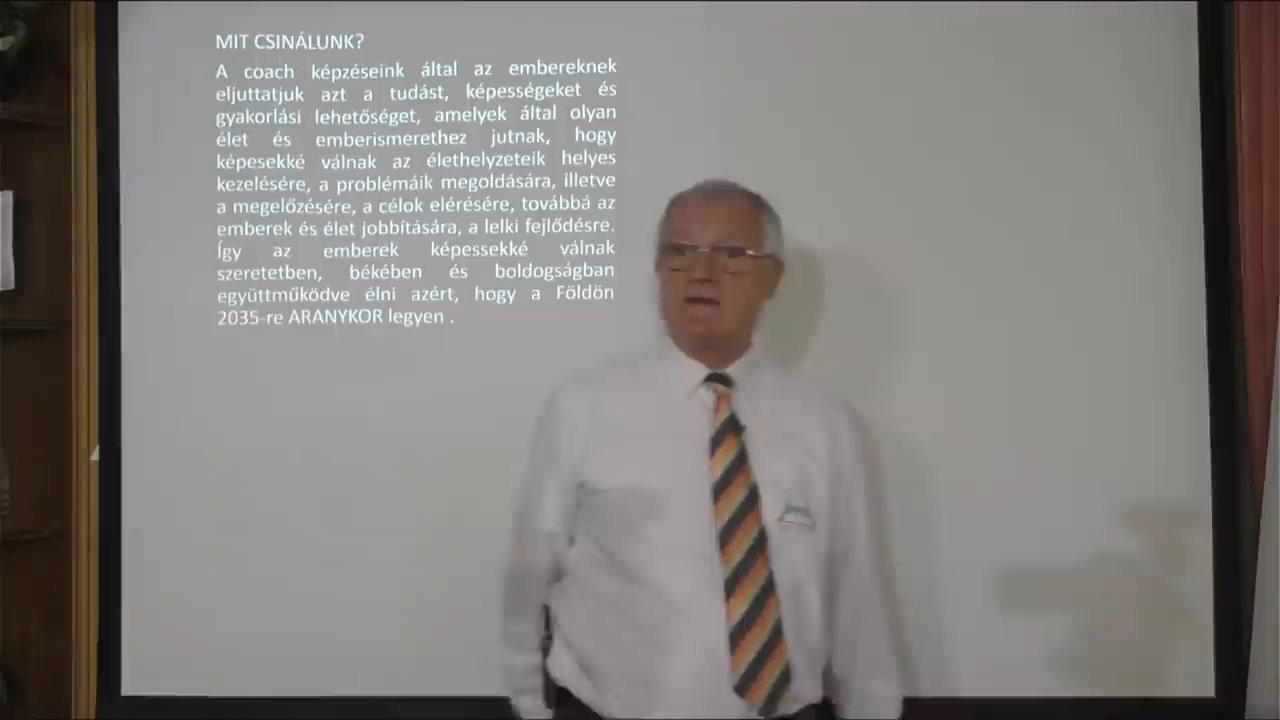 MIT CSINÁLUNK?
A coach képzéseink által az embereknek
eljuttatjuk azt a tudást, képességeket és
gyakorlási lehetőséget, amelyek által olyan
élet és emberismerethez jutnak, hogy
képesekké válnak az élethelyzeteik helyes
kezelésére, a problémáik megoldására, illetve
a megelőzésére, a célok elérésére, továbbá az
emberek és élet jobbítására, a lelki fejlődésre.
Így az emberek képessekké válnak
szeretetben, békében és boldogságban
együttműködve élni azért, hogy a Földön
2035-re ARANYKOR legyen .